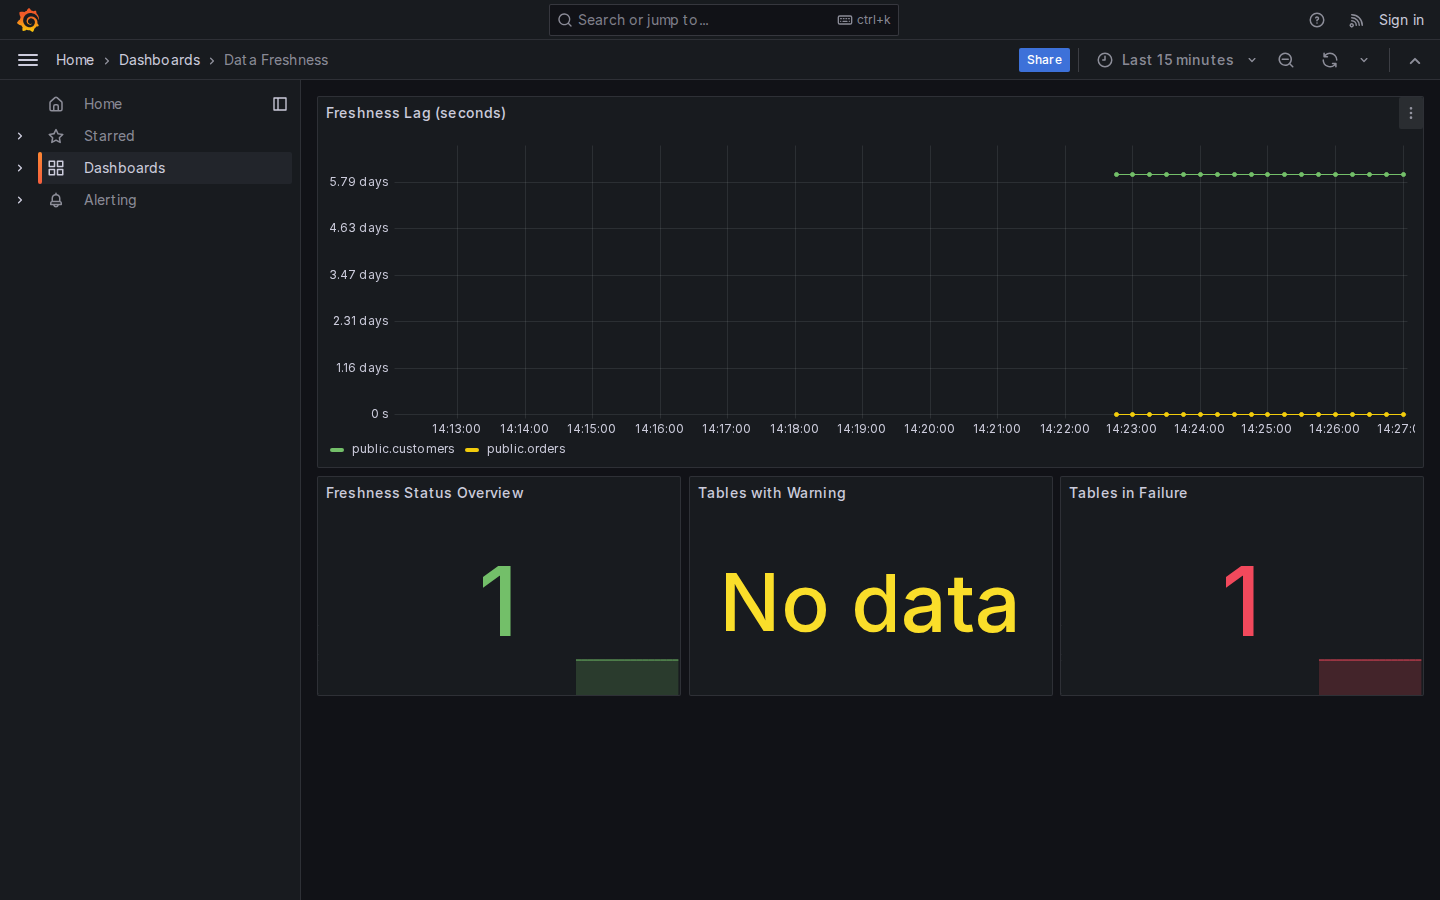 Search or jump to... ctrl+k Sign in
Home › Dashboards › Data Freshness Share Last 15 minutes
Home
Starred
Dashboards
Alerting
Freshness Lag (seconds)
5.79 days
4.63 days
3.47 days
2.31 days
1.16 days
0 s
14:13:00 14:14:00 14:15:00 14:16:00 14:17:00 14:18:00 14:19:00 14:20:00 14:21:00 14:22:00 14:23:00 14:24:00 14:25:00 14:26:00 14:27:0
public.customers public.orders
Freshness Status Overview
1
Tables with Warning
No data
Tables in Failure
1